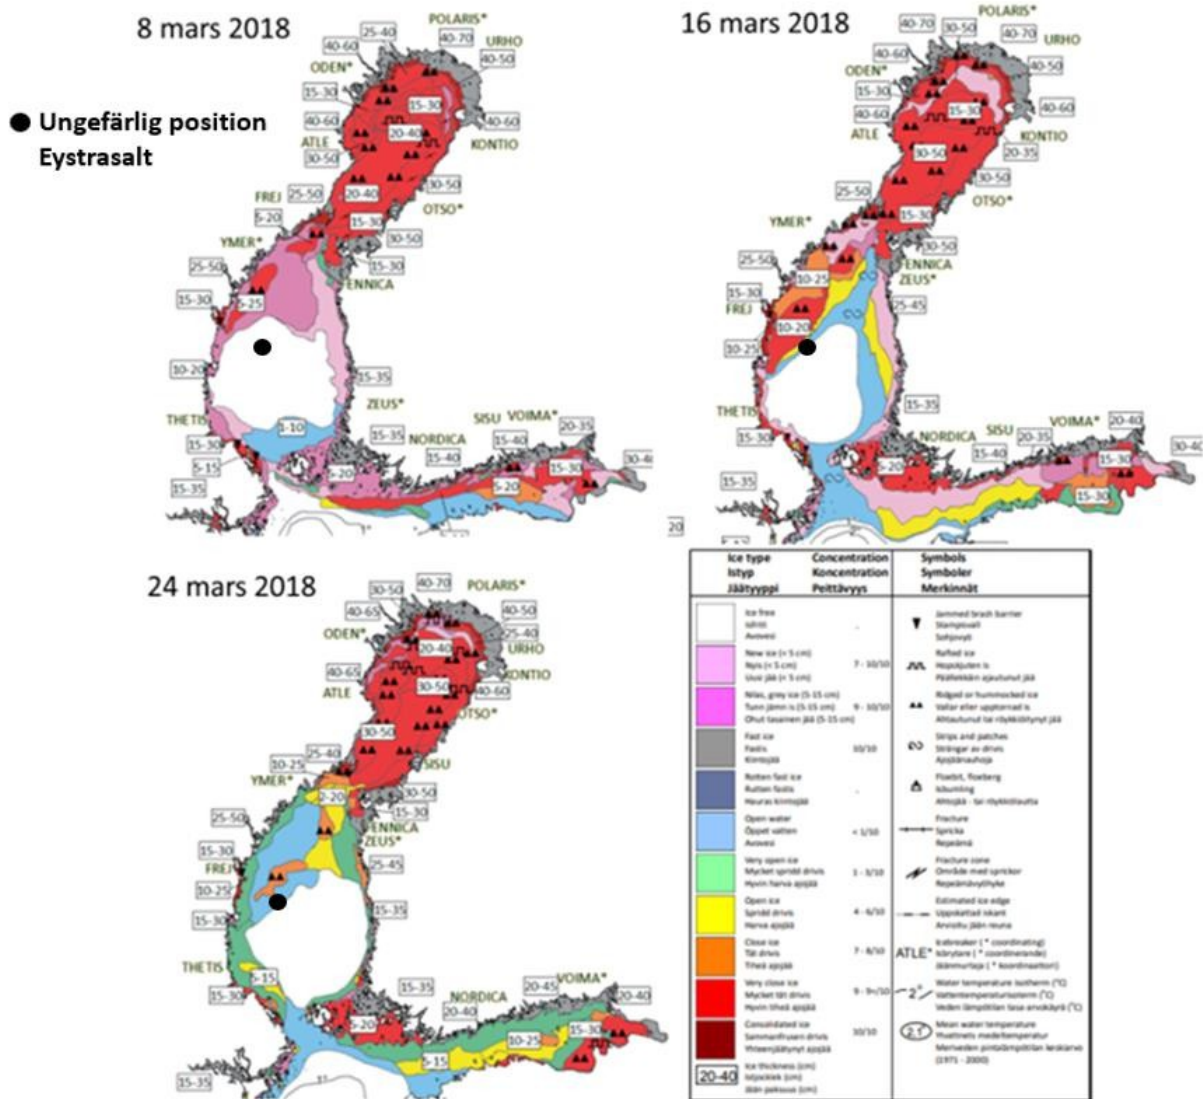 8 mars 2018
● Ungefärlig position
Eystrasalt
POLARIS*
25-40
40-60
40-70
URHO
40-50
ODEN*
15-30
15-30
40-60
40-60
20-40
ATLE
KONTIO
30-50
30-50
25-50
20-40
FREJ
OTSO*
5-20
15-30
YMER*
30-50
25-50
15-30
15-30
5-25
10-20
15-35
THETIS
ZEUS*
1-10
SISU VOIMA*
15-30
15-35
NORDICA
20-35
5-15
15-40
15-40
15-30
5-20
5-20
15-35
16 mars 2018
POLARIS*
40-70
30-50
40-70
URHO
40-60
40-50
ODEN*
15-30
15-30
40-60
40-60
ATLE
KONTIO
20-35
30-50
30-50
25-50
OTSO*
15-30
YMER*
30-50
25-50
FENNICA
10-25
ZEUS*
15-30
25-45
FREJ
10-20
10-25
15-35
THETIS
VOIMA*
15-30
NORDICA
SISU
20-35
20-40
15-40
15-30
5-20
15-35
15-30
24 mars 2018
30-50
40-70
POLARIS*
40-65
40-50
ODEN*
25-40
20-40
URHO
40-65
30-50
KONTIO
40-60
ATLE
OTSO*
30-50
25-40
10-25
SISU
YMER*
2-20
30-50
25-50
15-30
FENNICA
ZEUS*
15-30
FREJ
25-45
10-25
15-30
15-35
THETIS
5-15
VOIMA*
15-30
15-35
NORDICA
20-45
20-40
20-40
5-20
10-25
15-30
5-15
15-35
Ice type Concentration Symbols
Istyp Koncentration Symboler
Jäätyyppi Peittävyys Merkinnät
Ice free
Isfritt
Avovesi
New ice (< 5 cm)
Nyis (< 5 cm) 7 - 10/10
Uusi jää (< 5 cm)
Nilas, grey ice (5-15 cm)
Tunn jämn is (5-15 cm) 9 - 10/10
Ohut tasainen jää (5-15 cm)
Fast ice
Fastis 10/10
Kiintojää
Rotten fast ice
Rutten fastis
Hauras kiintojää
Open water
Öppet vatten < 1/10
Avovesi
Very open ice
Mycket spridd drivis 1 - 3/10
Hyvin harva ajojää
Open ice
Spridd drivis 4 - 6/10
Harva ajojää
Close ice
Tät drivis 7 - 8/10
Tiheä ajojää
Very close ice
Mycket tät drivis 9 - 9+/10
Hyvin tiheä ajojää
Consolidated ice
Sammanfrusen drivis 10/10
Yhteenjäätynyt ajojää
20-40
Ice thickness (cm)
Istjocklek (cm)
Jään paksuus (cm)
Jammed brash barrier
Stampisvall
Sohjovyö
Rafted ice
Hopskjuten is
Päällekkäin ajautunut jää
Ridged or hummocked ice
Vallar eller upptornad is
Ahtautunut tai röykkiöitynyt jää
Strips and patches
Strängar av drivis
Ajojäänauhoja
Floebit, floeberg
Isbumling
Ahtojää - tai röykkiölautta
Fracture
Spricka
Repeämä
Fracture zone
Område med sprickor
Repeämävyöhyke
Estimated ice edge
Uppskattad iskant
Arvioitu jään reuna
ATLE*
Icebreaker ( * coordinating)
Isbrytare ( * coordinerande)
Jäänmurtaja ( * koordinaattori)
2°
Water temperature isotherm (°C)
Vattentemperaturisoterm (°C)
Veden lämpötilan tasa-arvokäyrä (°C)
2.1°
Mean water temperature
Ytvattnets medeltemperatur
Meriveden pintalämpötilan keskiarvo
(1971 - 2000)